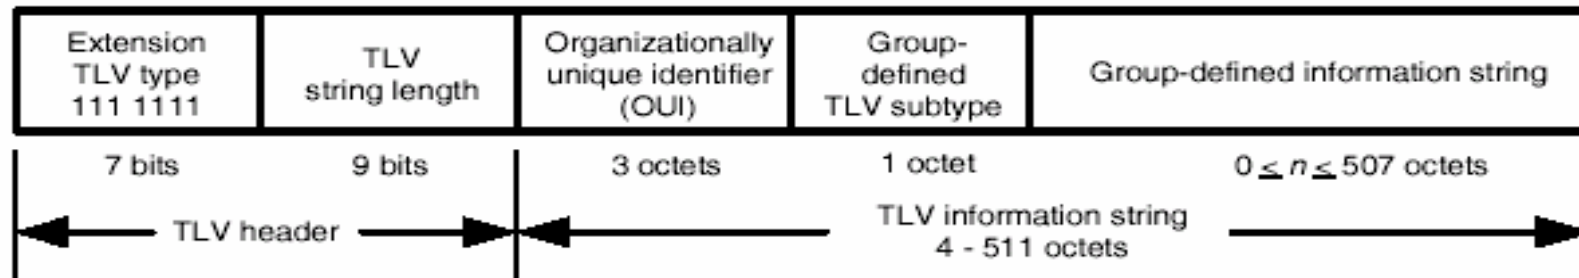 Extension
TLV type
111 1111
TLV
string length
Organizationally
unique identifier
(OUI)
Group-
defined
TLV subtype
Group-defined information string
7 bits
9 bits
3 octets
1 octet
0 ≤ n ≤ 507 octets
TLV header
TLV information string
4 - 511 octets